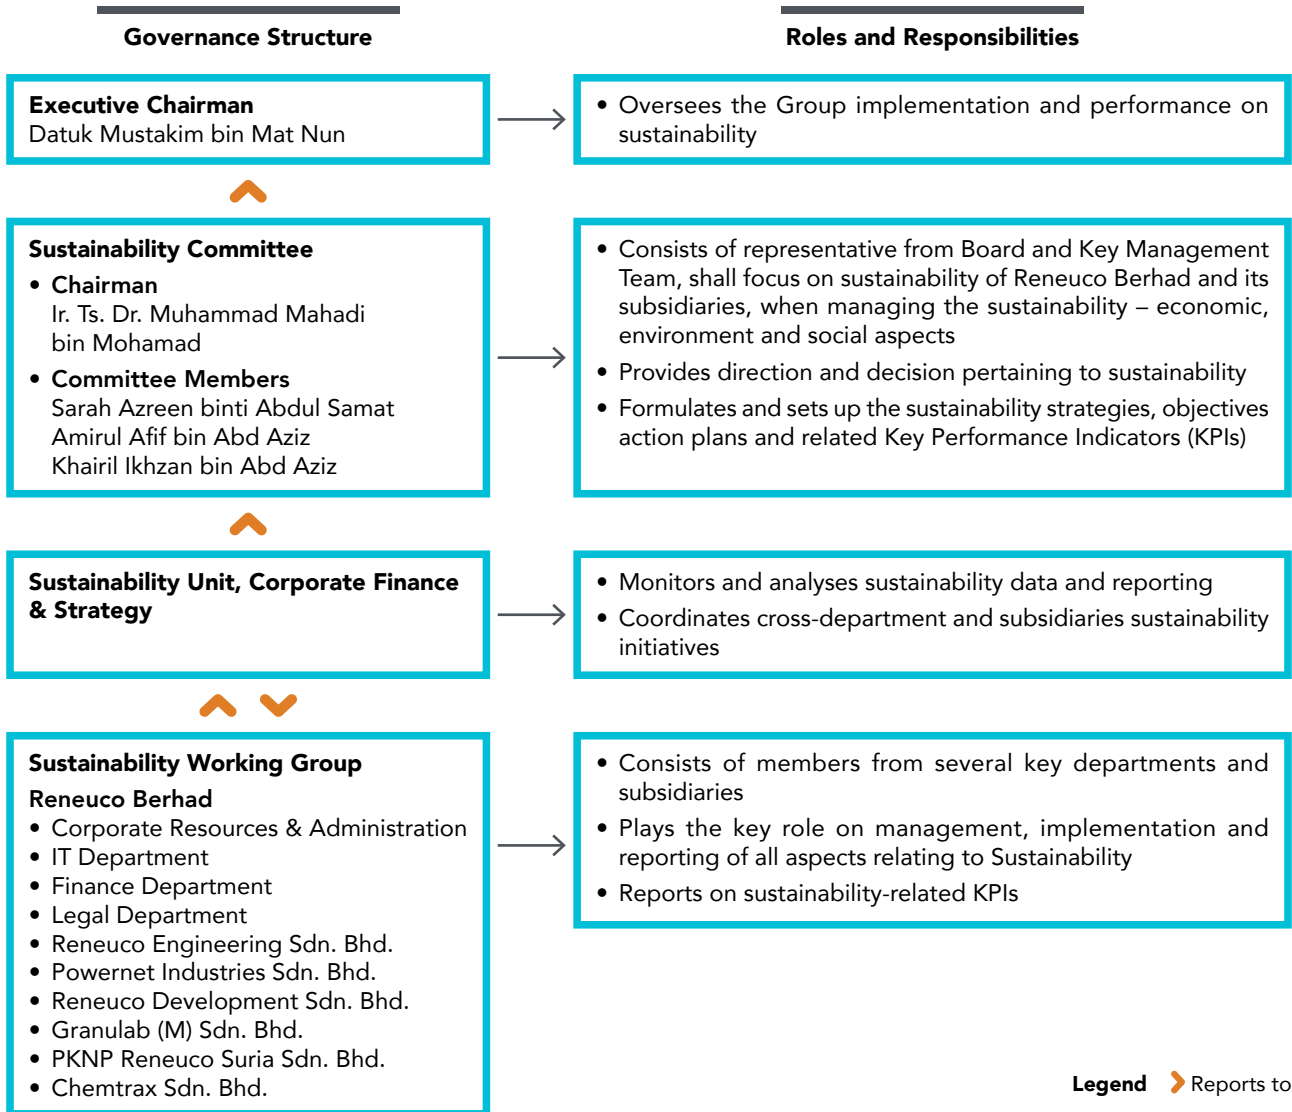 Governance Structure
Roles and Responsibilities
Executive Chairman
Datuk Mustakim bin Mat Nun
• Oversees the Group implementation and performance on
sustainability
Sustainability Committee
• Chairman
Ir. Ts. Dr. Muhammad Mahadi
bin Mohamad
• Committee Members
Sarah Azreen binti Abdul Samat
Amirul Afif bin Abd Aziz
Khairil Ikhzan bin Abd Aziz
• Consists of representative from Board and Key Management
Team, shall focus on sustainability of Reneuco Berhad and its
subsidiaries, when managing the sustainability – economic,
environment and social aspects
• Provides direction and decision pertaining to sustainability
• Formulates and sets up the sustainability strategies, objectives
action plans and related Key Performance Indicators (KPIs)
Sustainability Unit, Corporate Finance
& Strategy
• Monitors and analyses sustainability data and reporting
• Coordinates cross-department and subsidiaries sustainability
initiatives
Sustainability Working Group
Reneuco Berhad
• Corporate Resources & Administration
• IT Department
• Finance Department
• Legal Department
• Reneuco Engineering Sdn. Bhd.
• Powernet Industries Sdn. Bhd.
• Reneuco Development Sdn. Bhd.
• Granulab (M) Sdn. Bhd.
• PKNP Reneuco Suria Sdn. Bhd.
• Chemtrax Sdn. Bhd.
• Consists of members from several key departments and
subsidiaries
• Plays the key role on management, implementation and
reporting of all aspects relating to Sustainability
• Reports on sustainability-related KPIs
Legend Reports to